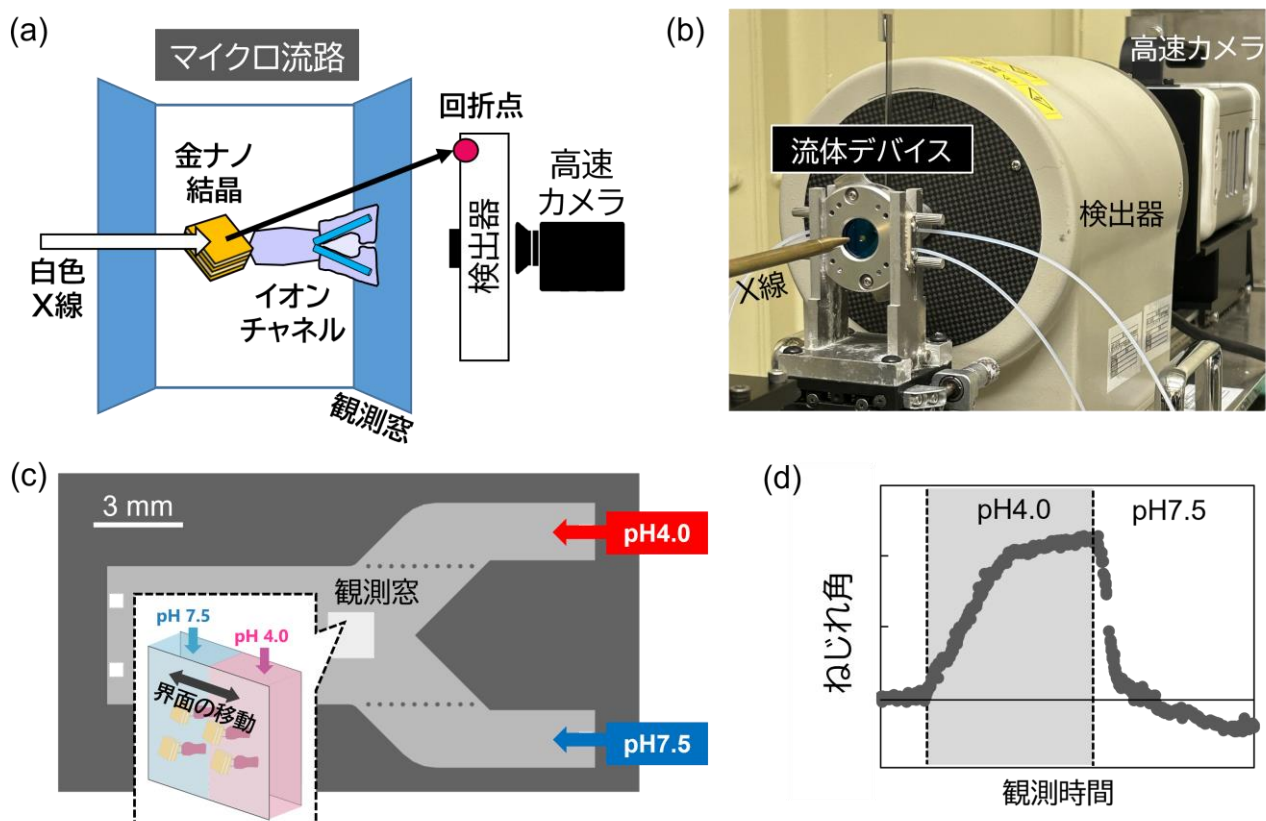 (a)
マイクロ流路
回折点
金ナノ
結晶
高速
カメラ
検出器
白色
X線
イオン
チャネル
観測窓
(b)
高速カメラ
流体デバイス
検出器
X線
(c)
3 mm
pH4.0
観測窓
pH 7.5
pH 4.0
界面の移動
pH7.5
(d)
pH4.0
pH7.5
ねじれ角
観測時間